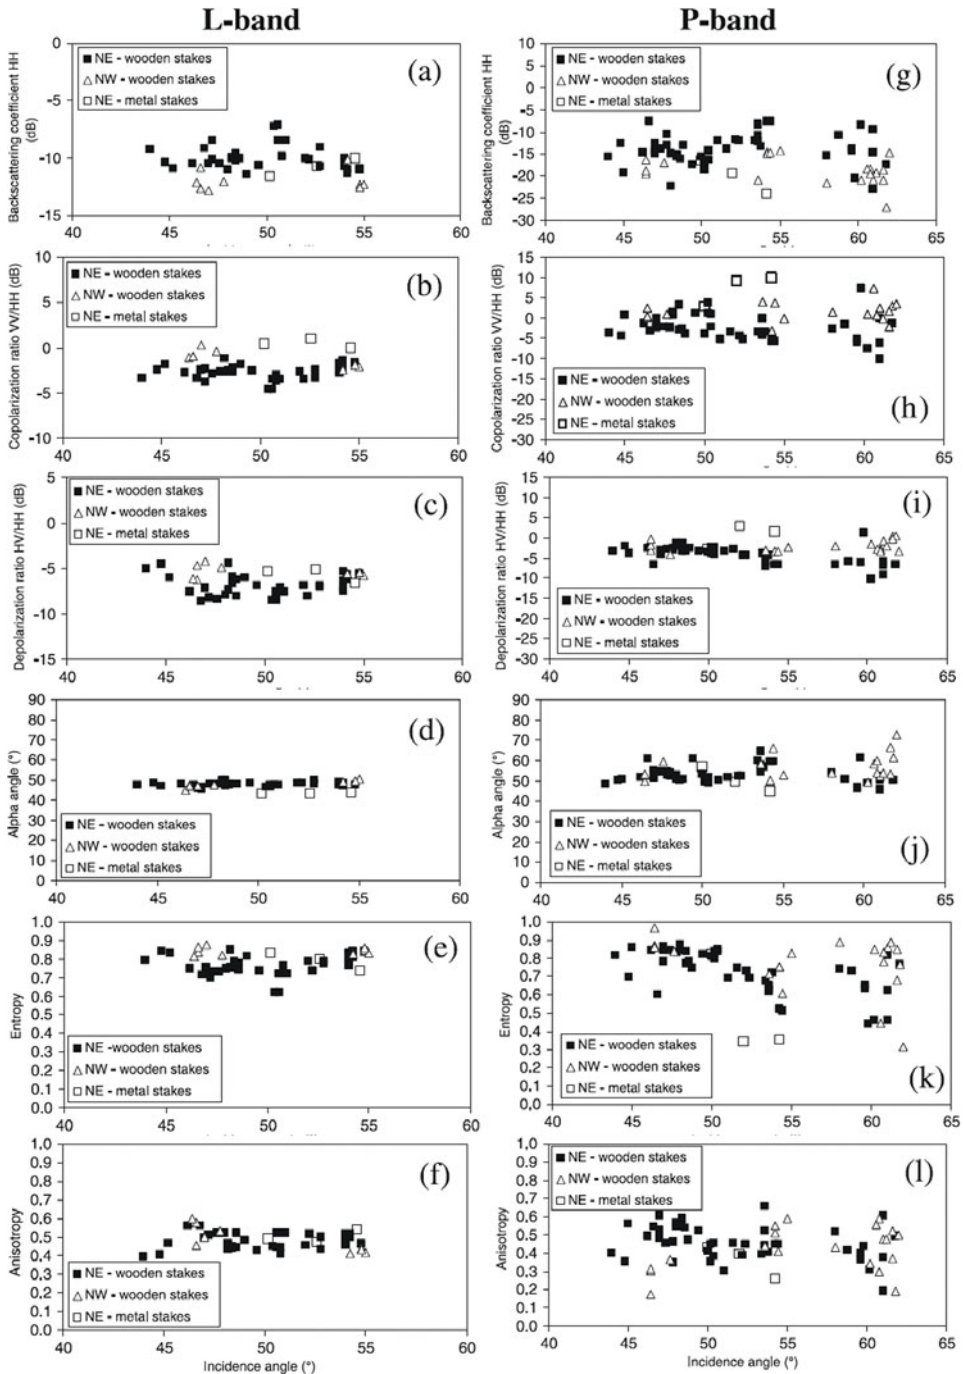 L-band
P-band
(a)
NE - wooden stakes
NW - wooden stakes
NE - metal stakes
Backscattering coefficient HH
(dB)
0
-5
-10
-15
40
45
50
55
60
(g)
NE - wooden stakes
NW - wooden stakes
NE - metal stakes
Backscattering coefficient HH
(dB)
10
5
0
-5
-10
-15
-20
-25
-30
40
45
50
55
60
65
(b)
NE - wooden stakes
NW - wooden stakes
NE - metal stakes
Copolarization ratio VV/HH (dB)
10
5
0
-5
-10
40
45
50
55
60
(h)
NE - wooden stakes
NW - wooden stakes
NE - metal stakes
Copolarization ratio VV/HH (dB)
15
10
5
0
-5
-10
-15
-20
-25
-30
40
45
50
55
60
65
(c)
NE - wooden stakes
NW - wooden stakes
NE - metal stakes
Depolarization ratio HV/HH (dB)
5
0
-5
-10
-15
40
45
50
55
60
(i)
NE - wooden stakes
NW - wooden stakes
NE - metal stakes
Depolarization ratio HV/HH (dB)
15
10
5
0
-5
-10
-15
-20
-25
-30
40
45
50
55
60
65
(d)
NE - wooden stakes
NW - wooden stakes
NE - metal stakes
Alpha angle (°)
90
80
70
60
50
40
30
20
10
0
40
45
50
55
60
(j)
NE - wooden stakes
NW - wooden stakes
NE - metal stakes
Alpha angle (°)
90
80
70
60
50
40
30
20
10
0
40
45
50
55
60
65
(e)
NE -wooden stakes
NW - wooden stakes
NE - metal stakes
Entropy
1.0
0.9
0.8
0.7
0.6
0.5
0.4
0.3
0.2
0.1
0.0
40
45
50
55
60
(k)
NE - wooden stakes
NW - wooden stakes
NE - metal stakes
Entropy
1.0
0.9
0.8
0.7
0.6
0.5
0.4
0.3
0.2
0.1
0.0
40
45
50
55
60
65
(f)
NE - wooden stakes
NW - wooden stakes
NE - metal stakes
Anisotropy
1.0
0.9
0.8
0.7
0.6
0.5
0.4
0.3
0.2
0.1
0.0
40
45
50
55
60
Incidence angle (°)
(l)
NE - wooden stakes
NW - wooden stakes
NE - metal stakes
Anisotropy
1.0
0.9
0.8
0.7
0.6
0.5
0.4
0.3
0.2
0.1
0.0
40
45
50
55
60
65
Incidence angle (°)